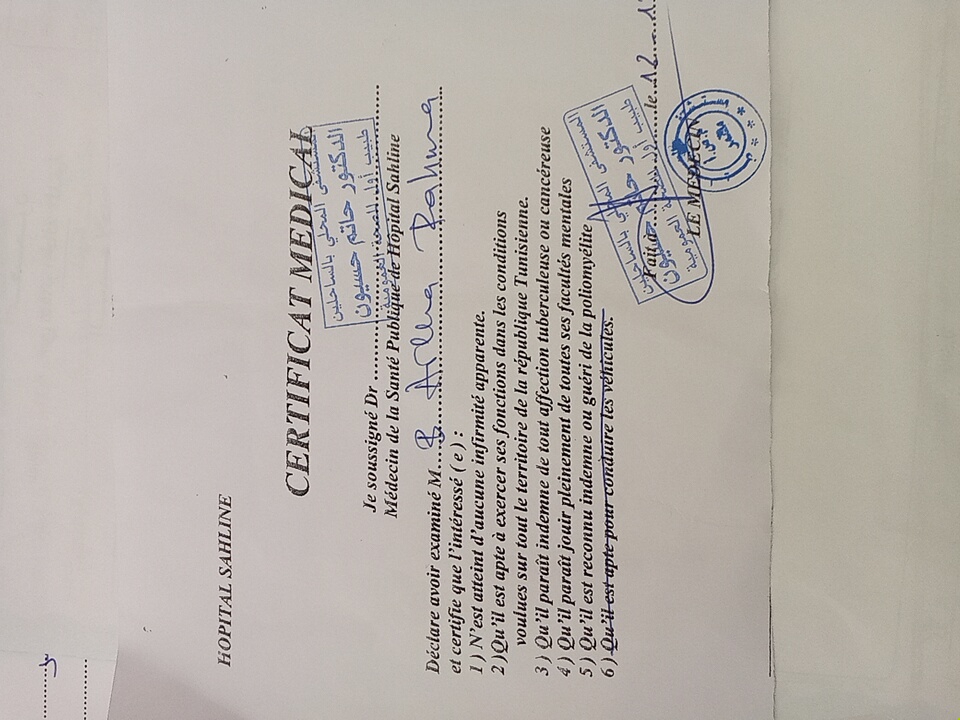 HOPITAL SAHLINE
CERTIFICAT MEDICAL
المستشفى المحلي بالساحلين
الدكتور حاتم حسيون
طبيب أول للصحة العمومية
Je soussigné Dr ..............................
Médecin de la Santé Publique de Hôpital Sahline
Déclare avoir examiné M.... Rahma
et certifie que l'intéressé ( e ) :
1 ) N'est atteint d'aucune infirmité apparente.
2 )Qu'il est apte à exercer ses fonctions dans les conditions
voulues sur tout le territoire de la république Tunisienne.
3 ) Qu'il paraît indemne de tout affection tuberculeuse ou cancéreuse
4 ) Qu'il paraît jouir pleinement de toutes ses facultés mentales
5 ) Qu'il est reconnu indemne ou guéri de la poliomyélite
6 ) Qu'il est apte pour conduire les véhicules.
المستشفى المحلي بالساحلين
الدكتور حاتم حسيون
طبيب أول للصحة العمومية
Fait à..............le..12
LE MEDECIN